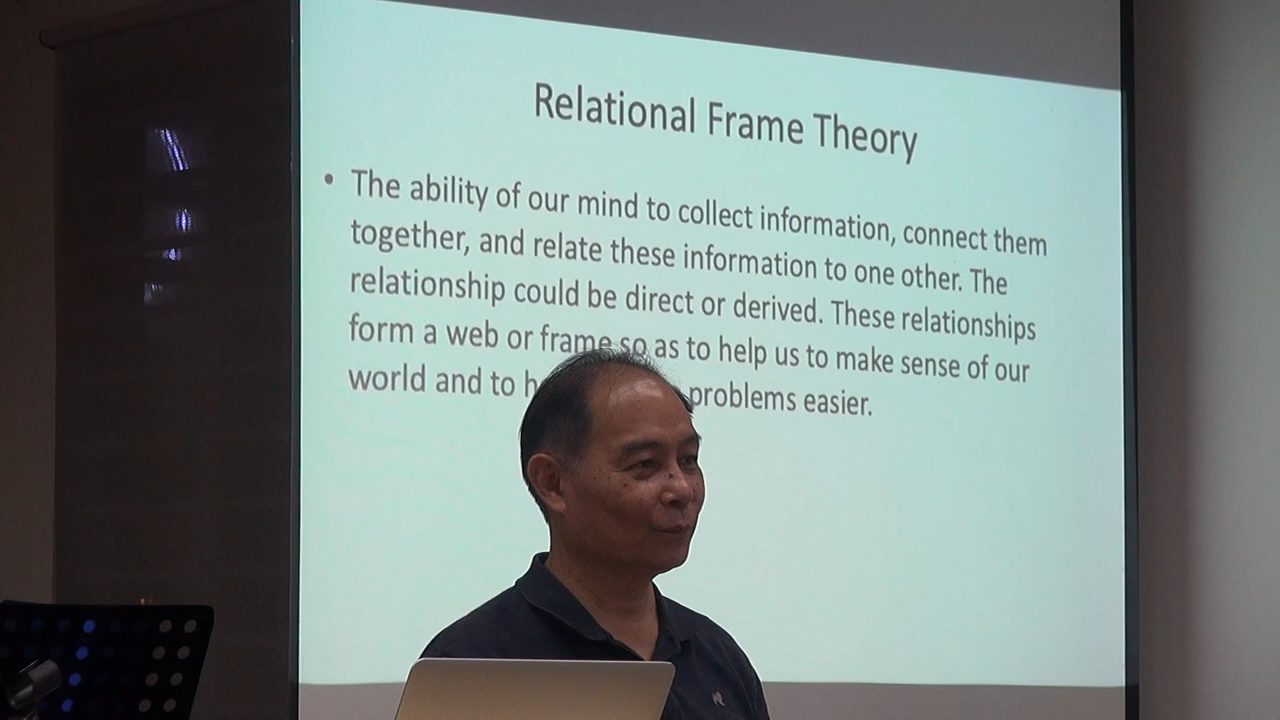 Relational Frame Theory
• The ability of our mind to collect information, connect them
together, and relate these information to one other. The
relationship could be direct or derived. These relationships
form a web or frame so as to help us to make sense of our
world and to problems easier.